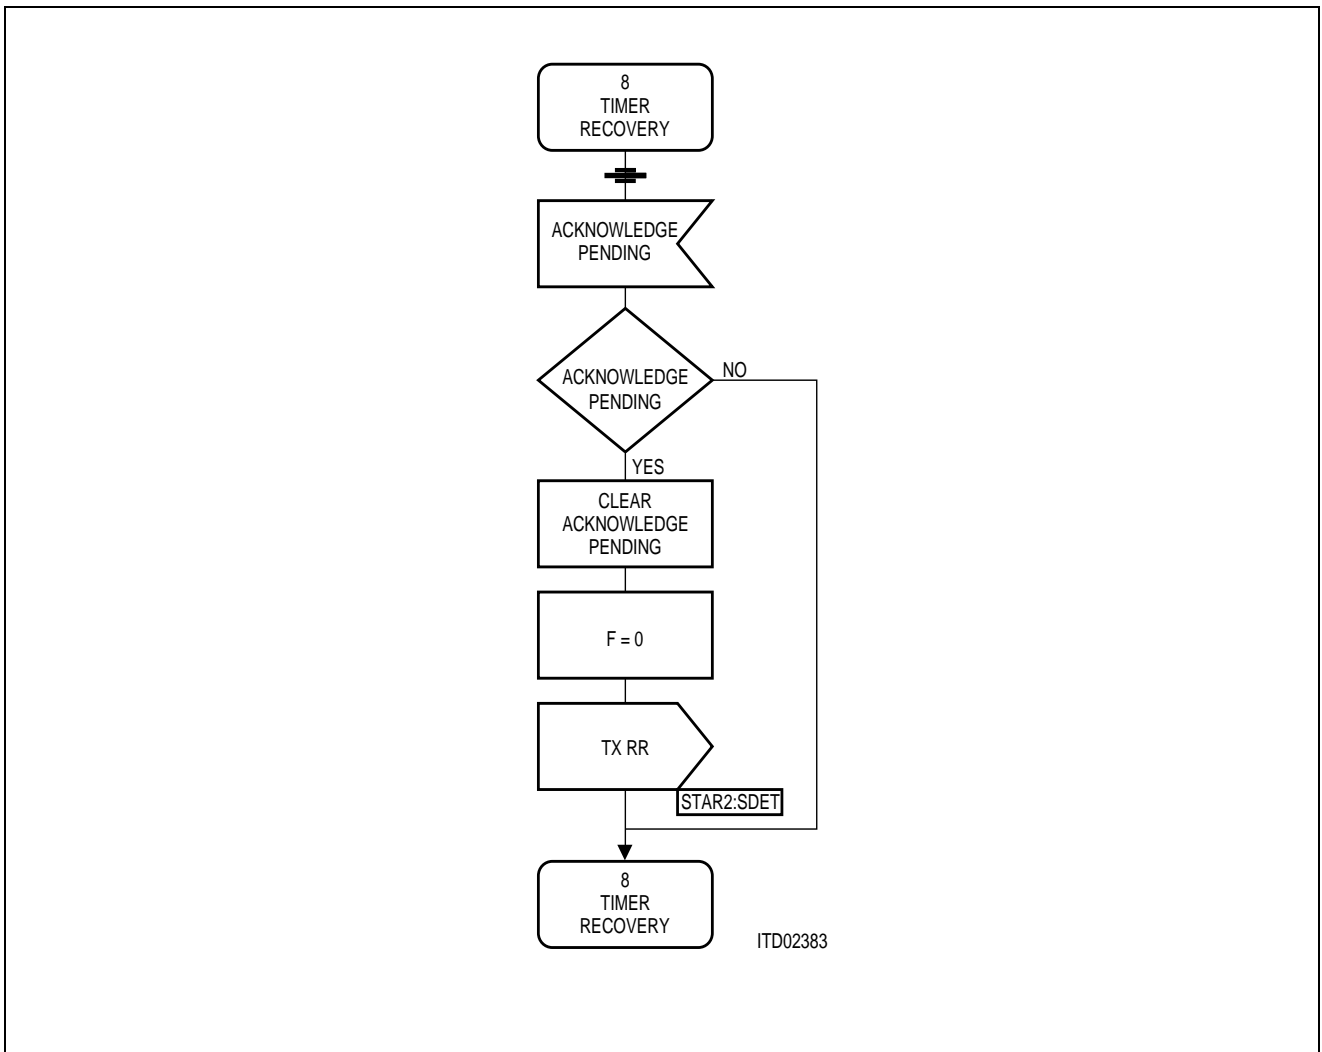 8
TIMER
RECOVERY
ACKNOWLEDGE
PENDING
ACKNOWLEDGE
PENDING
NO
YES
CLEAR
ACKNOWLEDGE
PENDING
F = 0
TX RR
STAR2:SDET
8
TIMER
RECOVERY
ITD02383